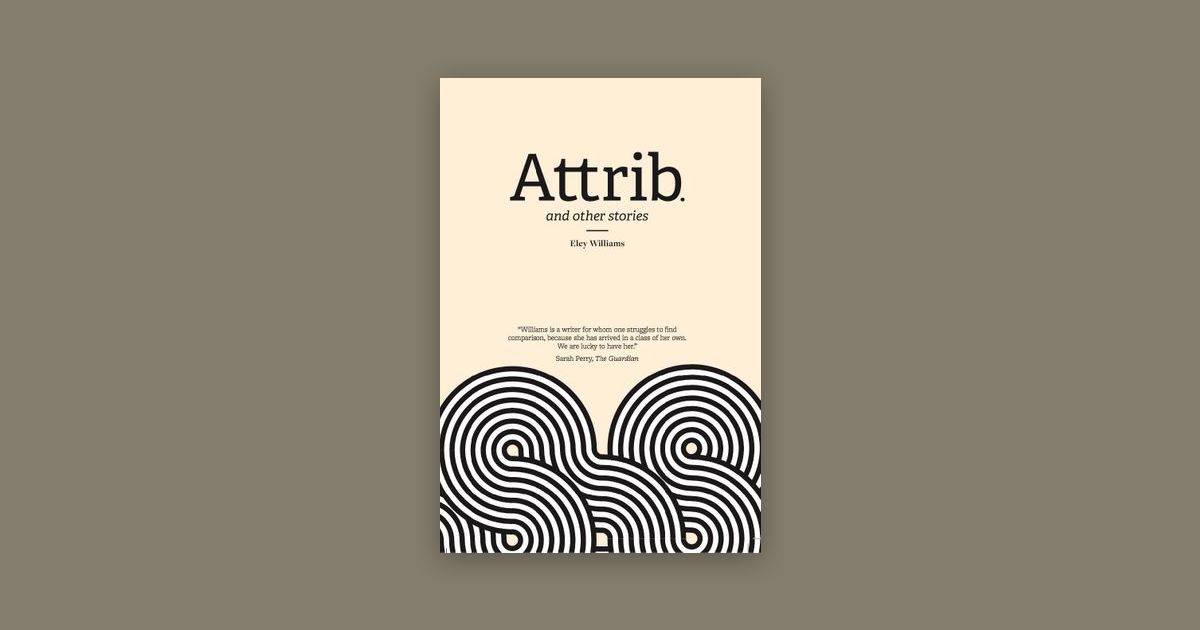 Attrib.
and other stories
Eley Williams
“Williams is a writer for whom one struggles to find
comparison, because she has arrived in a class of her own.
We are lucky to have her.”
Sarah Perry, The Guardian